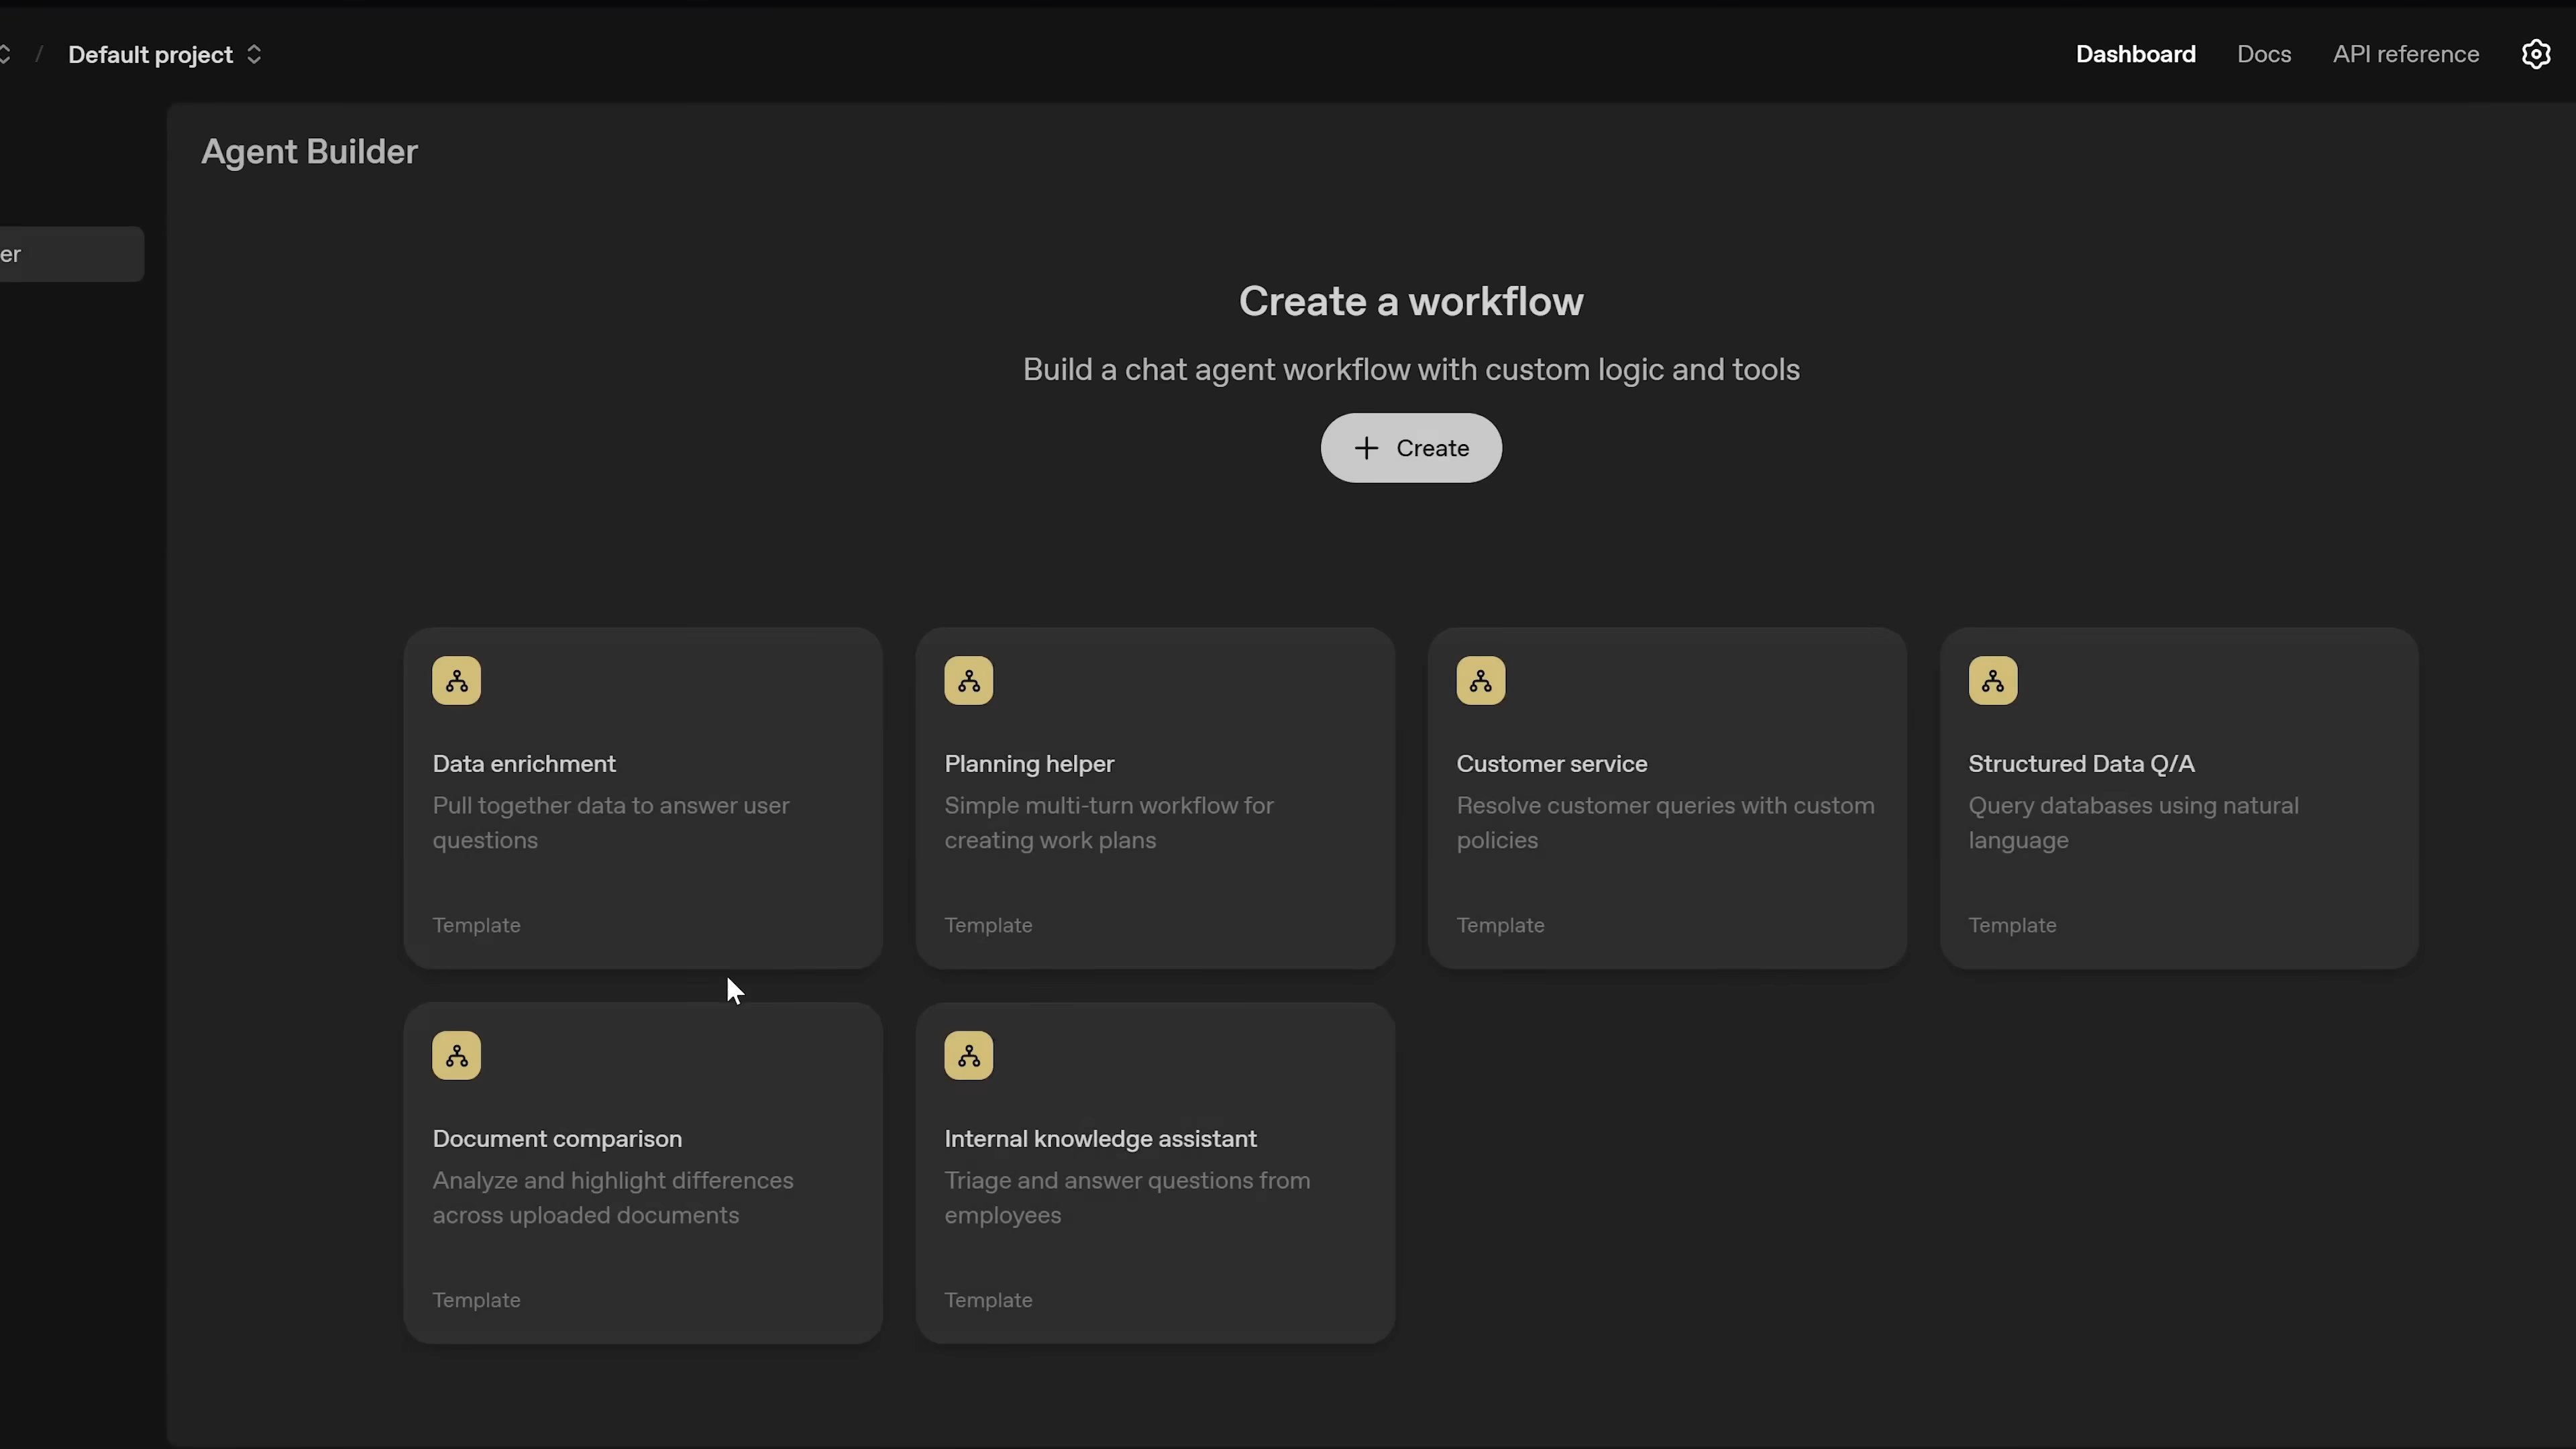 / Default project
Dashboard Docs API reference
Agent Builder
er
Create a workflow
Build a chat agent workflow with custom logic and tools
+ Create
Data enrichment
Pull together data to answer user
questions
Template
Planning helper
Simple multi-turn workflow for
creating work plans
Template
Customer service
Resolve customer queries with custom
policies
Template
Structured Data Q/A
Query databases using natural
language
Template
Document comparison
Analyze and highlight differences
across uploaded documents
Template
Internal knowledge assistant
Triage and answer questions from
employees
Template